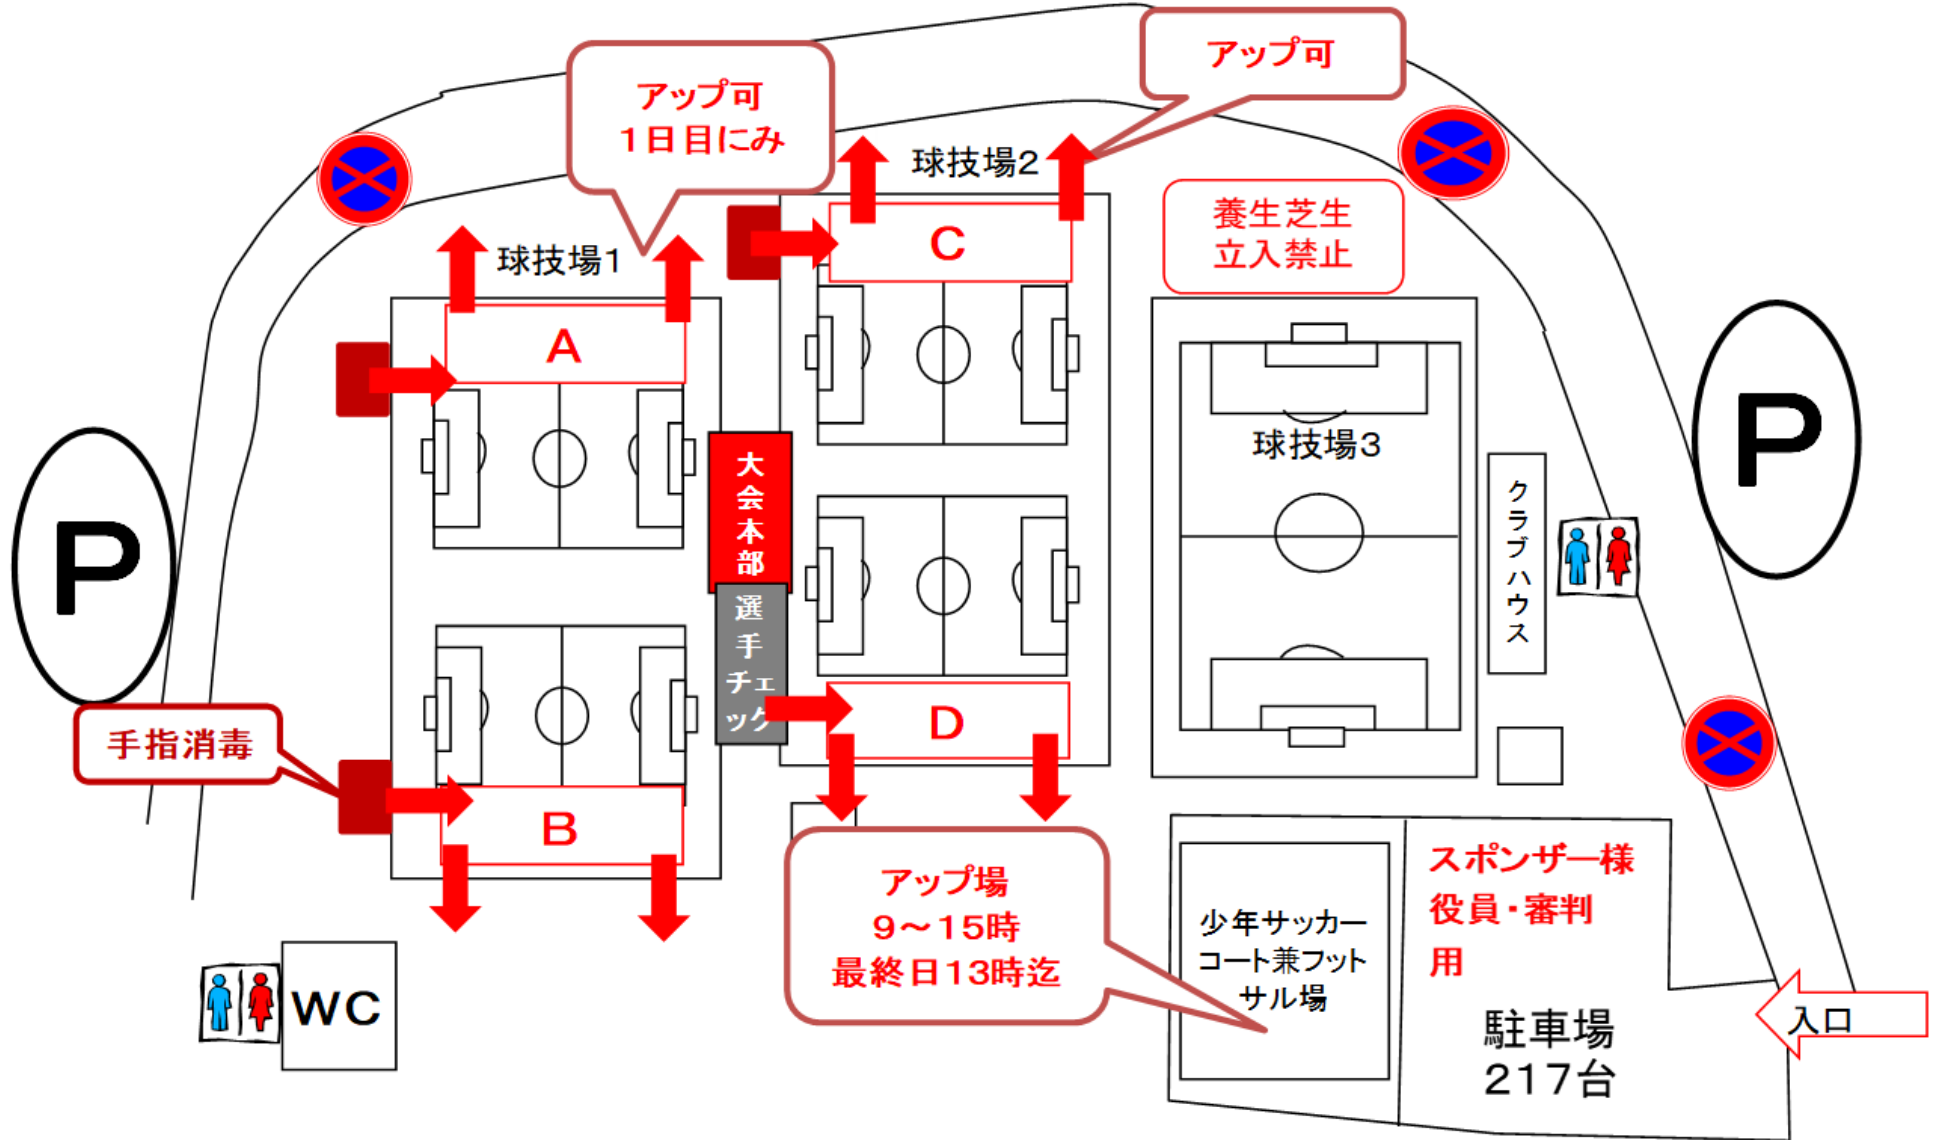 アップ可
アップ可
１日目にみ
球技場２
球技場１
養生芝生
立入禁止
C
A
P
P
球技場３
大会本部
クラブハウス
選手チェック
手指消毒
D
B
アップ場
９～１５時
最終日１３時迄
スポンザー様
役員・審判
用
少年サッカー
コート兼フット
サル場
WC
駐車場
２１７台
入口